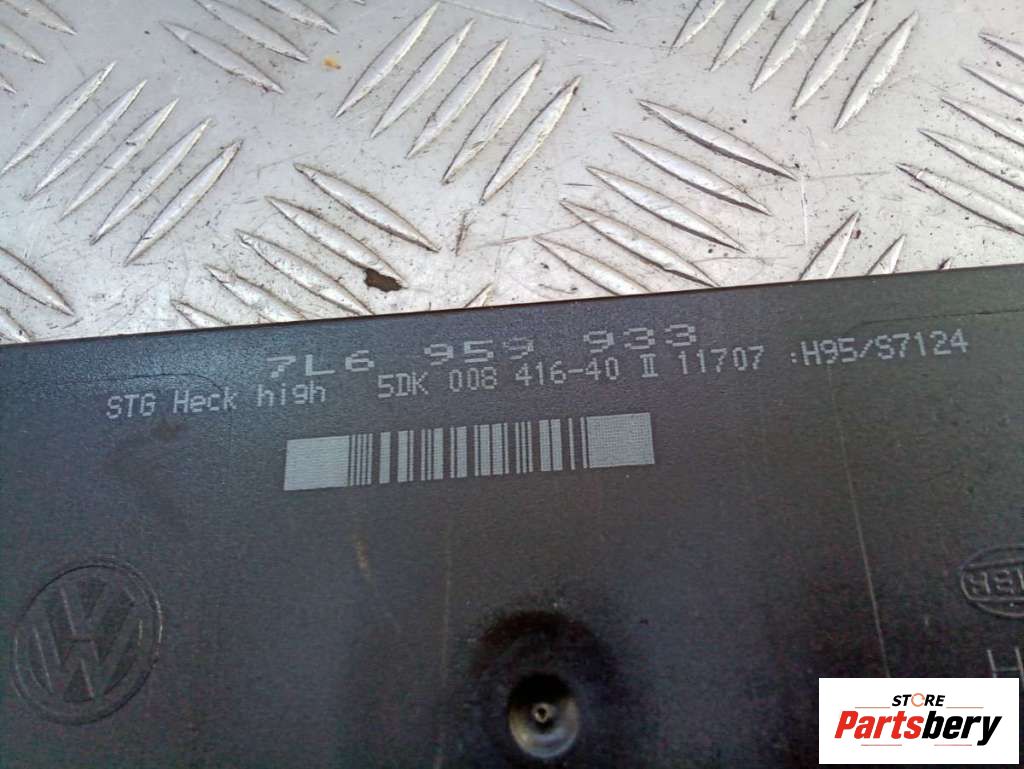 7L6 959 933
STG Heck high 5DK 008 416-40 II 11707 :H95/S7124
STORE
Partsbery